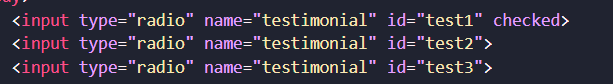 <input type="radio" name="testimonial" id="test1" checked>
<input type="radio" name="testimonial" id="test2">
<input type="radio" name="testimonial" id="test3">